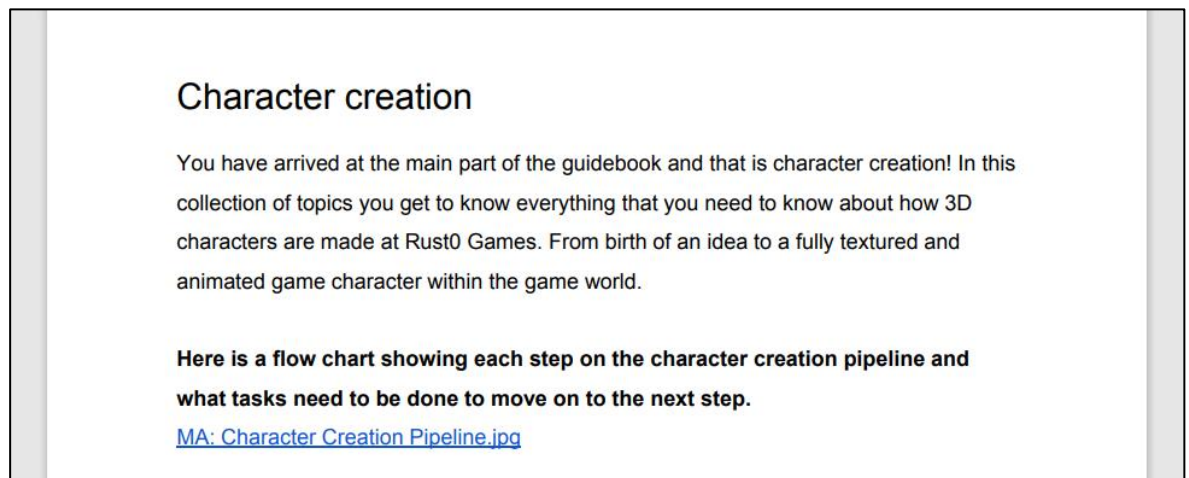 Character creation
You have arrived at the main part of the guidebook and that is character creation! In this
collection of topics you get to know everything that you need to know about how 3D
characters are made at Rust0 Games. From birth of an idea to a fully textured and
animated game character within the game world.
Here is a flow chart showing each step on the character creation pipeline and
what tasks need to be done to move on to the next step.
MA: Character Creation Pipeline.jpg